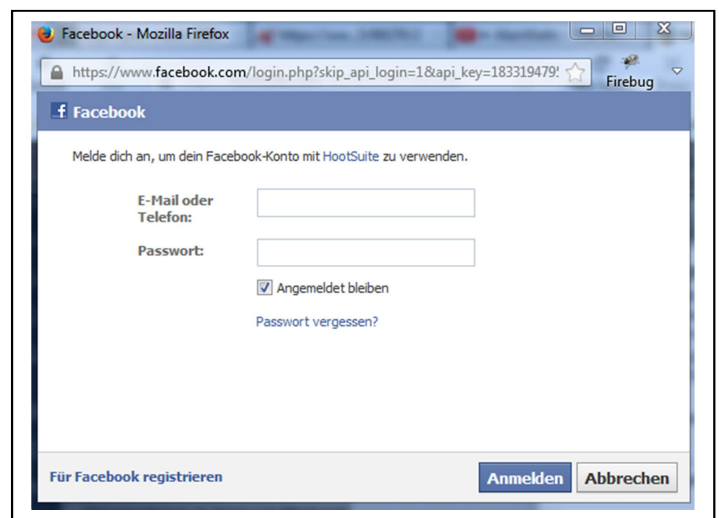 Facebook - Mozilla Firefox
https://www.facebook.com/login.php?skip_api_login=1&api_key=183319479
Firebug
f Facebook
Melde dich an, um dein Facebook-Konto mit HootSuite zu verwenden.
E-Mail oder
Telefon:
Passwort:
Angemeldet bleiben
Passwort vergessen?
Für Facebook registrieren
Anmelden
Abbrechen